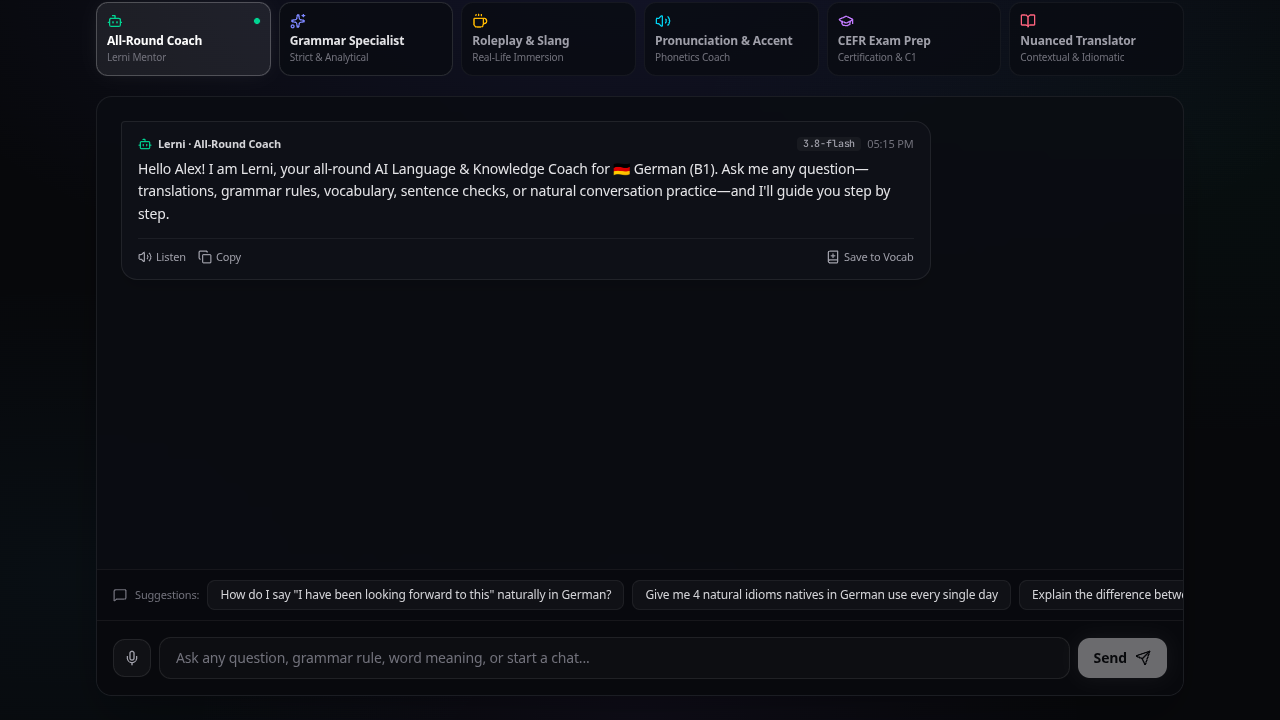 All-Round Coach
Lerni Mentor
Grammar Specialist
Strict & Analytical
Roleplay & Slang
Real-Life Immersion
Pronunciation & Accent
Phonetics Coach
CEFR Exam Prep
Certification & C1
Nuanced Translator
Contextual & Idiomatic
Lerni · All-Round Coach
3.8-flash 05:15 PM
Hello Alex! I am Lerni, your all-round AI Language & Knowledge Coach for 🇩🇪 German (B1). Ask me any question—
translations, grammar rules, vocabulary, sentence checks, or natural conversation practice—and I'll guide you step by
step.
Listen Copy Save to Vocab
Suggestions: How do I say "I have been looking forward to this" naturally in German? Give me 4 natural idioms natives in German use every single day Explain the difference
Ask any question, grammar rule, word meaning, or start a chat...
Send